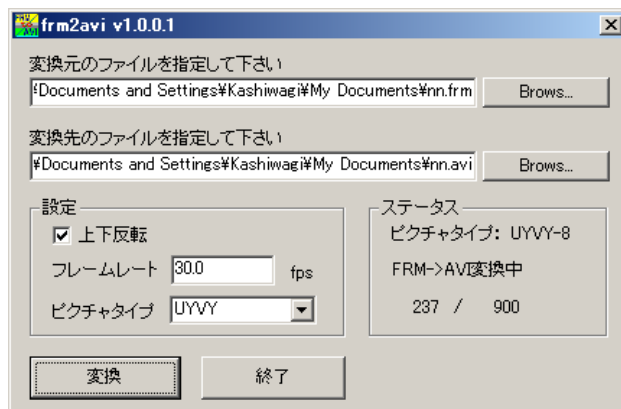 frm2avi v1.0.0.1
変換元のファイルを指定して下さい
¥Documents and Settings¥Kashiwagi¥My Documents¥nn.frm
Brows...
変換先のファイルを指定して下さい
¥Documents and Settings¥Kashiwagi¥My Documents¥nn.avi
Brows...
設定
上下反転
フレームレート 30.0 fps
ピクチャタイプ UYVY
ステータス
ピクチャタイプ: UYVY-8
FRM->AVI変換中
237 / 900
変換
終了